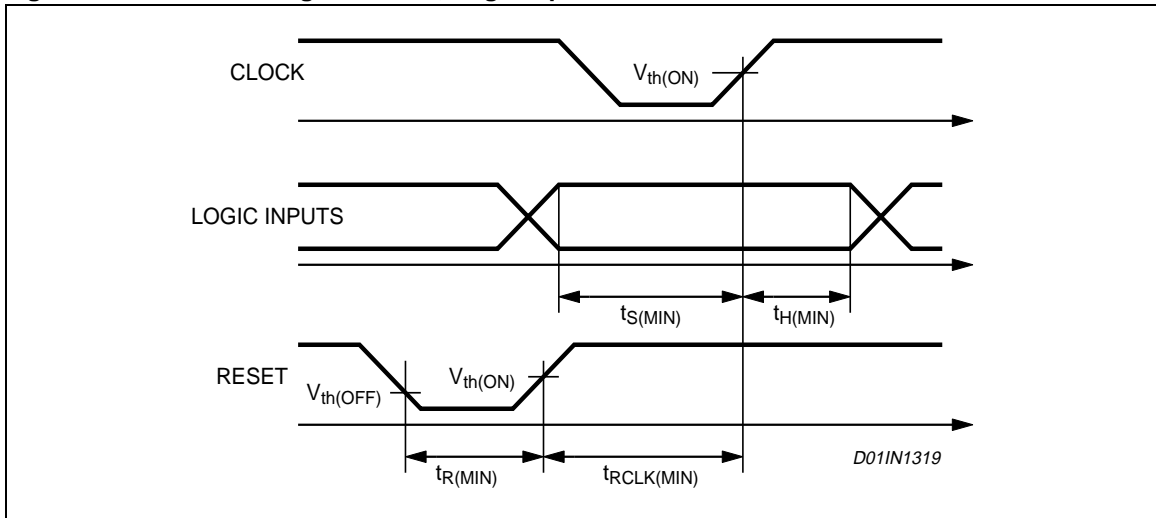 CLOCK
Vth(ON)
LOGIC INPUTS
tS(MIN)
tH(MIN)
RESET
Vth(OFF)
Vth(ON)
tR(MIN)
tRCLK(MIN)
D01IN1319